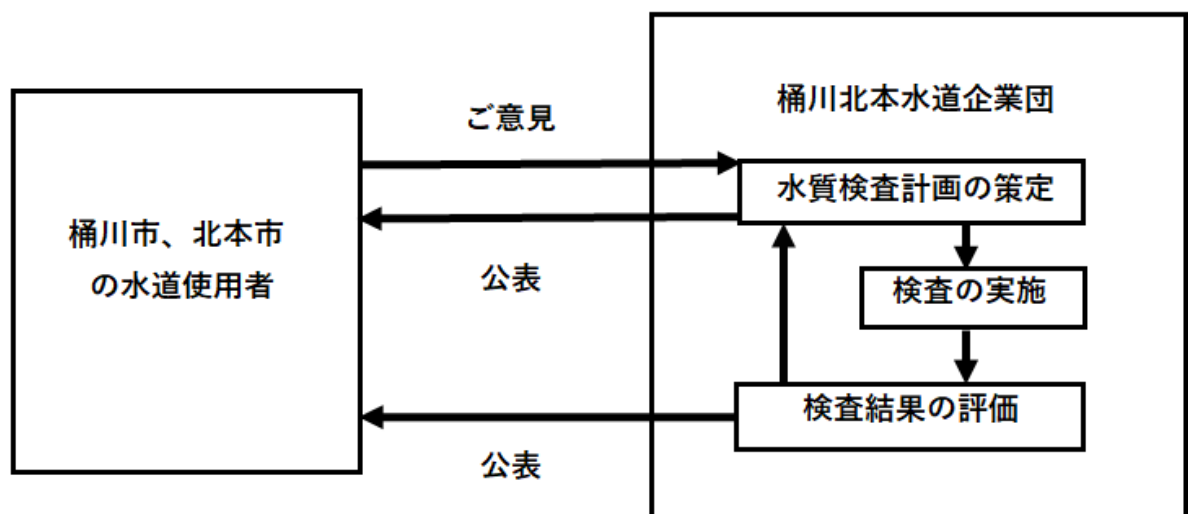 桶川北本水道企業団
ご意見
水質検査計画の策定
桶川市、北本市
の水道使用者
公表
検査の実施
検査結果の評価
公表